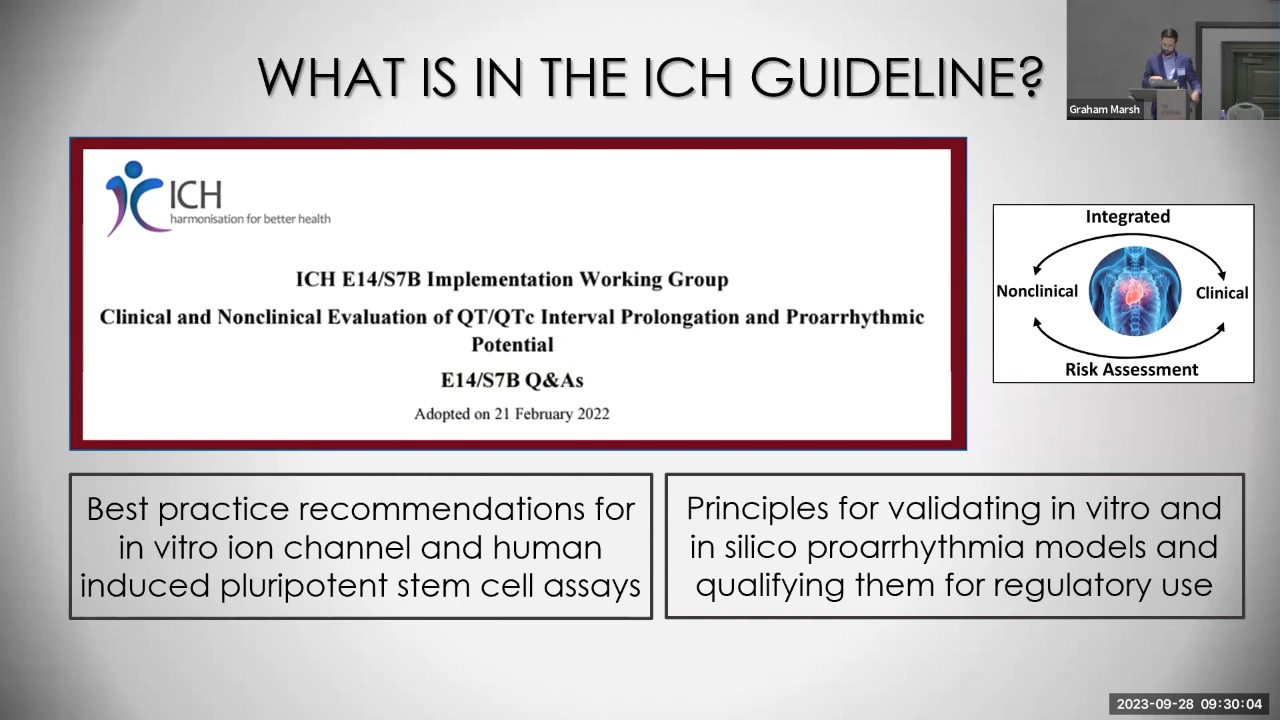 WHAT IS IN THE ICH GUIDELINE?
Graham Marsh
ICH
harmonisation for better health
ICH E14/S7B Implementation Working Group
Clinical and Nonclinical Evaluation of QT/QTc Interval Prolongation and Proarrhythmic
Potential
E14/S7B Q&As
Adopted on 21 February 2022
Integrated
Nonclinical
Clinical
Risk Assessment
Best practice recommendations for
in vitro ion channel and human
induced pluripotent stem cell assays
Principles for validating in vitro and
in silico proarrhythmia models and
qualifying them for regulatory use
2023-09-28 09:30:04